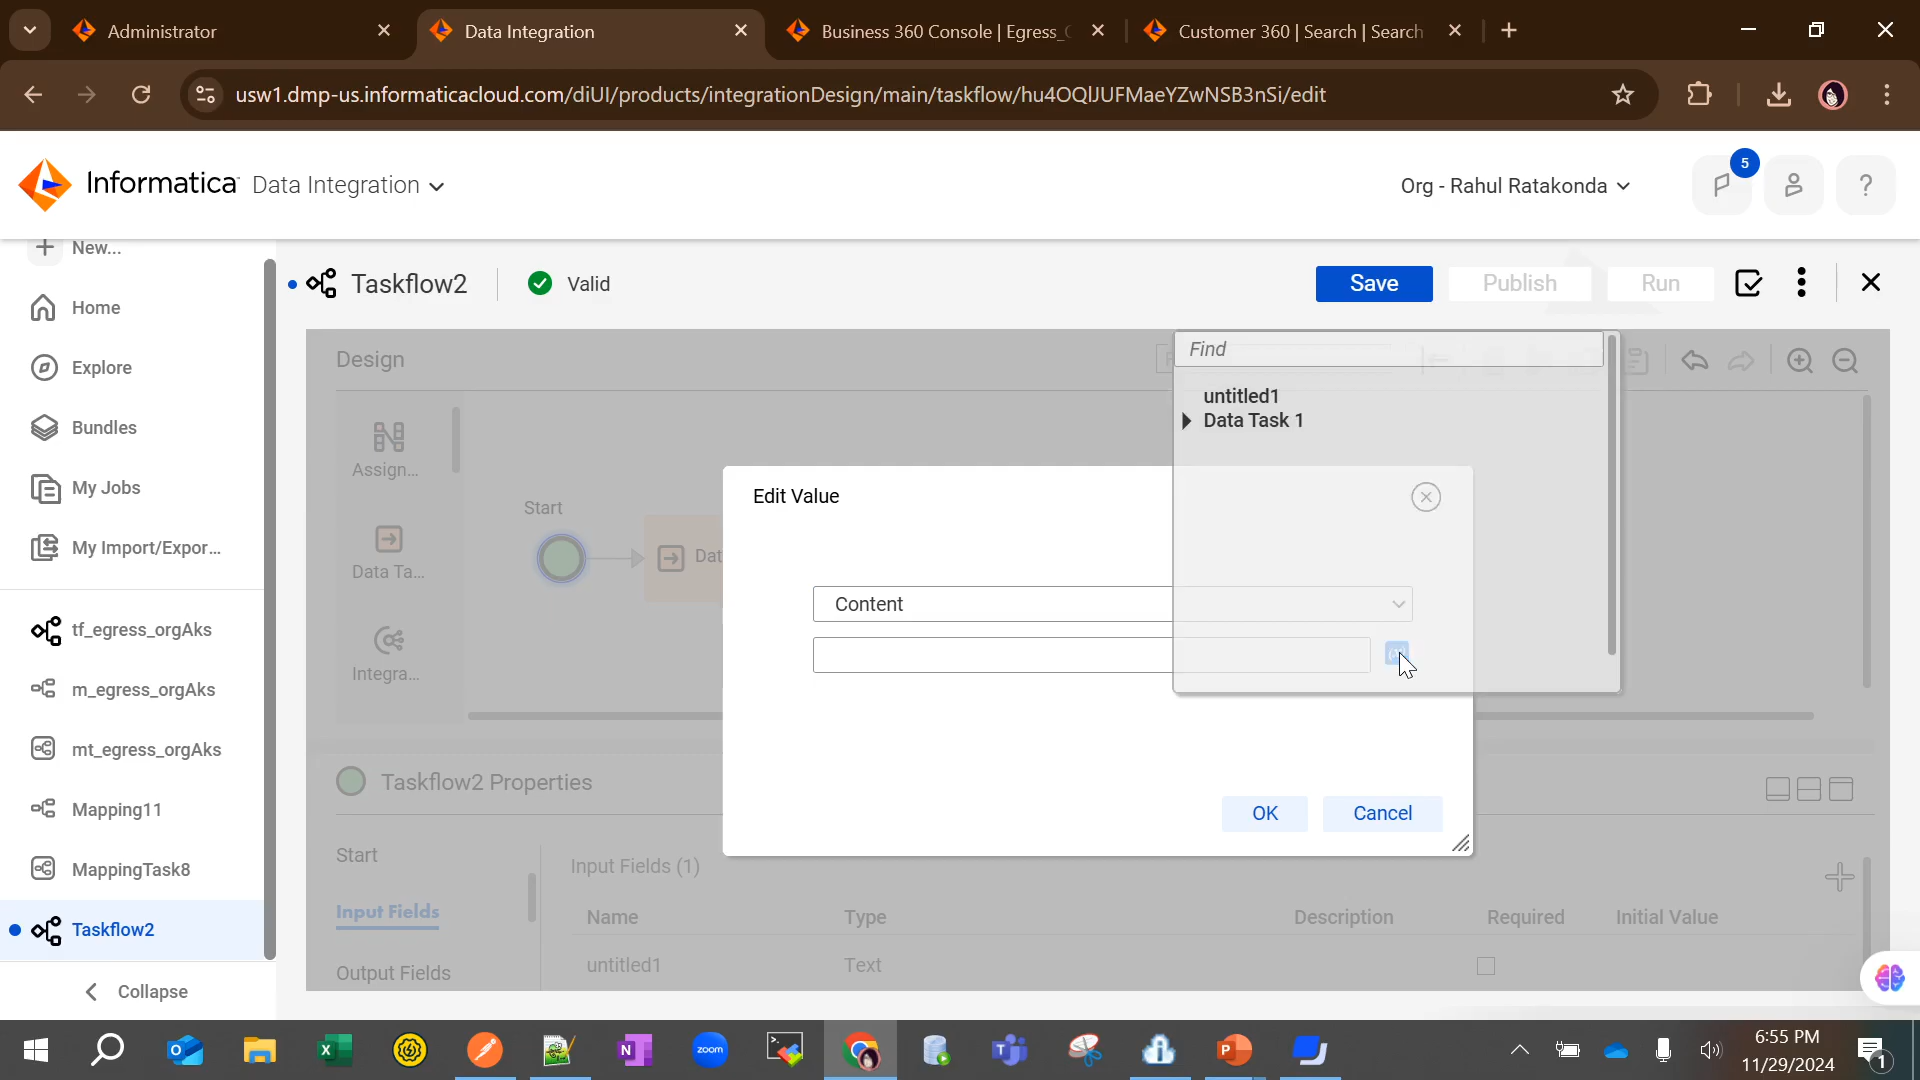 Administrator
Data Integration
Business 360 Console | Egress_
Customer 360 | Search | Search
usw1.dmp-us.informaticacloud.com/diUI/products/integrationDesign/main/taskflow/hu4OQlJUFMaeYZwNSB3nSi/edit
Informatica Data Integration
Org - Rahul Ratakonda
5
?
New...
Home
Explore
Bundles
My Jobs
My Import/Expor...
tf_egress_orgAks
m_egress_orgAks
mt_egress_orgAks
Mapping11
MappingTask8
Taskflow2
Collapse
Taskflow2
Valid
Save
Publish
Run
Design
Find
untitled1
Data Task 1
Assign...
Data Ta...
Integra...
Start
Dat
Edit Value
Content
OK
Cancel
Taskflow2 Properties
Start
Input Fields
Output Fields
Input Fields (1)
Name Type Description Required Initial Value
untitled1 Text
zoom
6:55 PM
11/29/2024
1